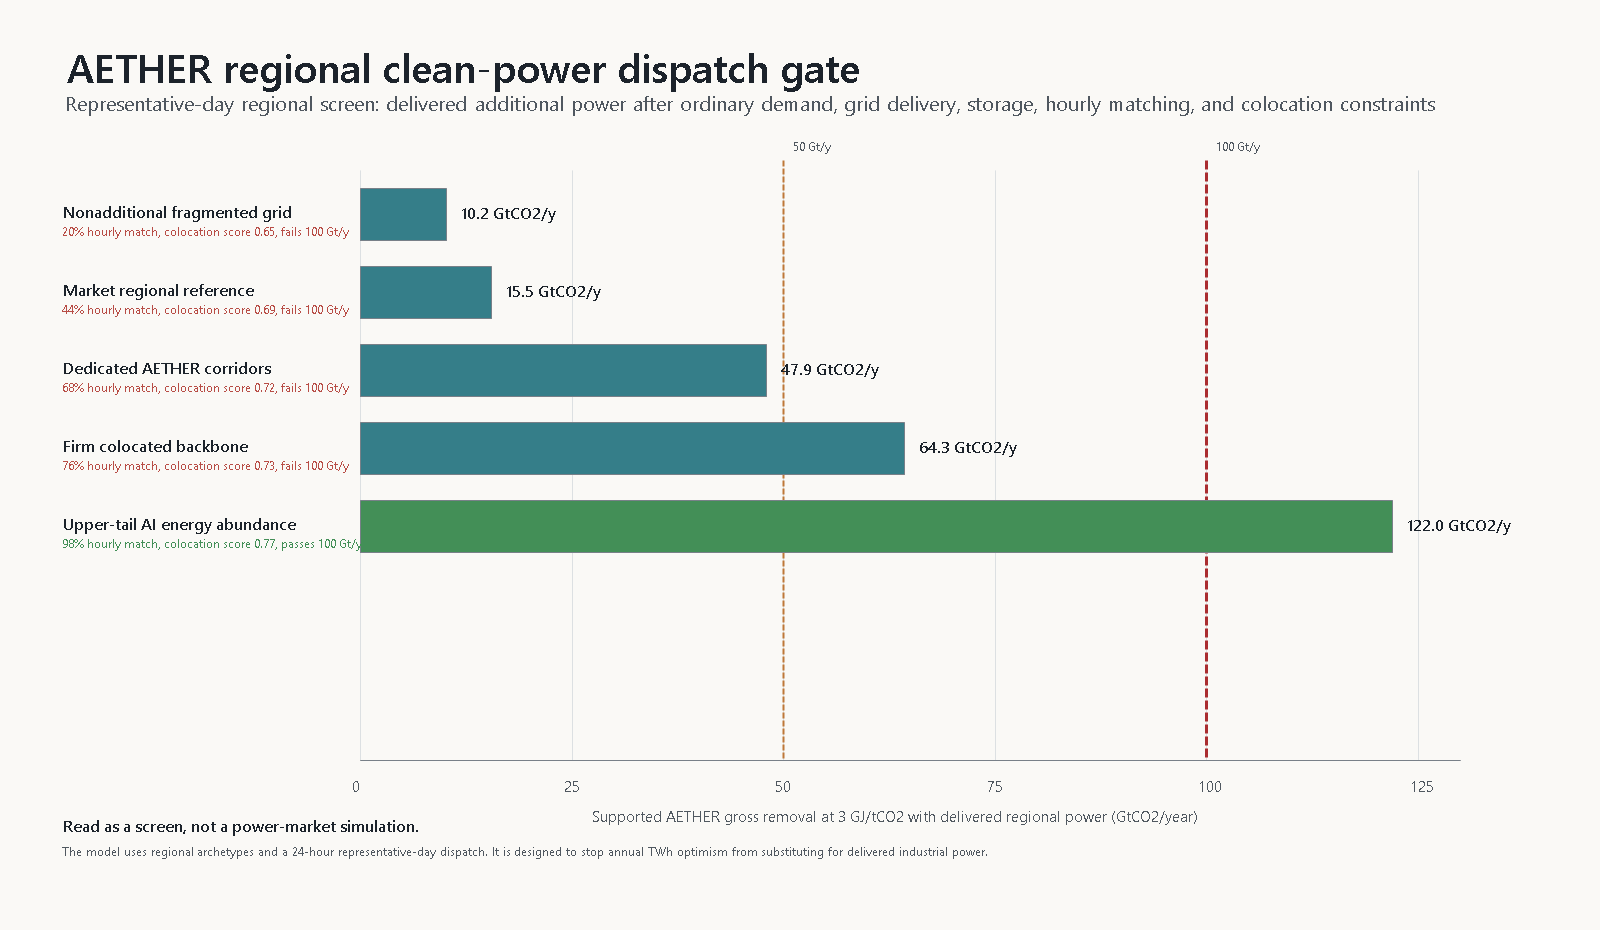 AETHER regional clean-power dispatch gate
Representative-day regional screen: delivered additional power after ordinary demand, grid delivery, storage, hourly matching, and colocation constraints
50 Gt/y
100 Gt/y
Nonadditional fragmented grid
20% hourly match, colocation score 0.65, fails 100 Gt/y
10.2 GtCO2/y
Market regional reference
44% hourly match, colocation score 0.69, fails 100 Gt/y
15.5 GtCO2/y
Dedicated AETHER corridors
68% hourly match, colocation score 0.72, fails 100 Gt/y
47.9 GtCO2/y
Firm colocated backbone
76% hourly match, colocation score 0.73, fails 100 Gt/y
64.3 GtCO2/y
Upper-tail AI energy abundance
98% hourly match, colocation score 0.77, passes 100 Gt/y
122.0 GtCO2/y
0 25 50 75 100 125
Supported AETHER gross removal at 3 GJ/tCO2 with delivered regional power (GtCO2/year)
Read as a screen, not a power-market simulation.
The model uses regional archetypes and a 24-hour representative-day dispatch. It is designed to stop annual TWh optimism from substituting for delivered industrial power.